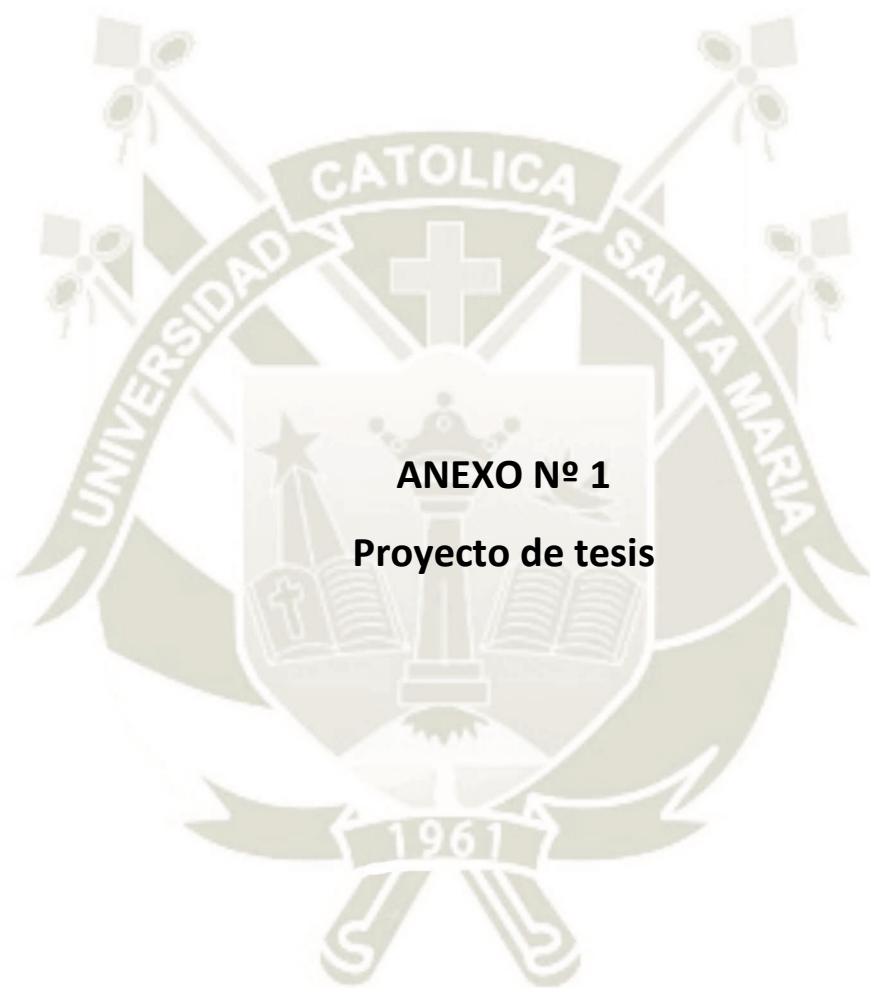 CATOLICA
UNIVERSIDAD
SANTA MARIA
ANEXO Nº 1
Proyecto de tesis
1961